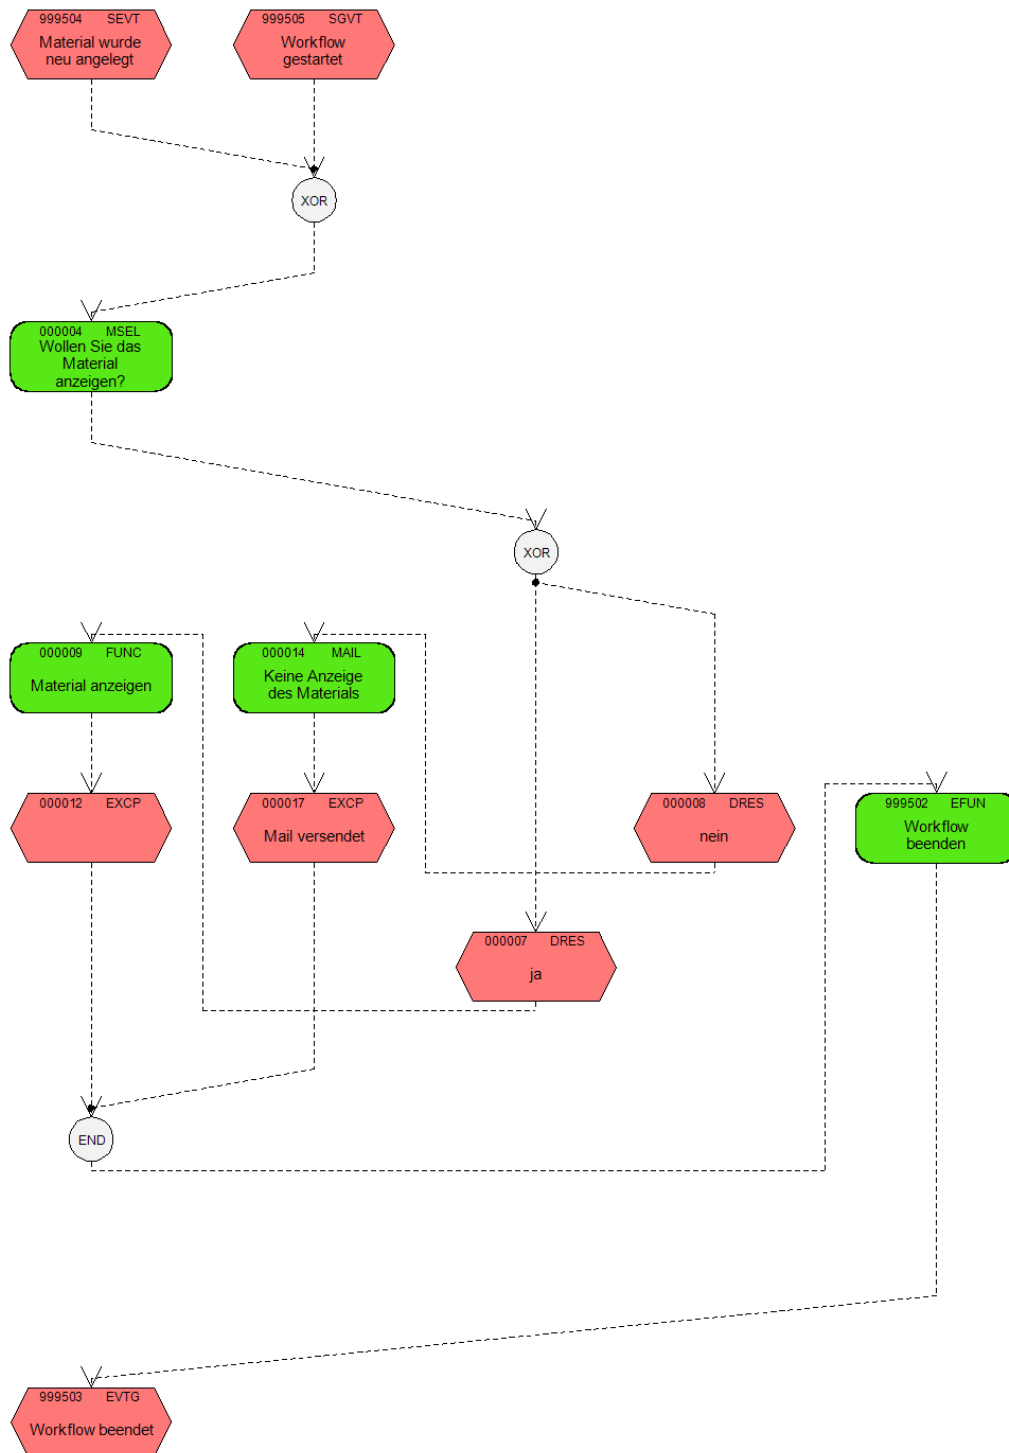 999504 SEVT
Material wurde
neu angelegt
999505 SGVT
Workflow
gestartet
XOR
000004 MSEL
Wollen Sie das
Material
anzeigen?
XOR
000009 FUNC
Material anzeigen
000014 MAIL
Keine Anzeige
des Materials
000012 EXCP
000017 EXCP
Mail versendet
000008 DRES
nein
999502 EFUN
Workflow
beenden
000007 DRES
ja
END
999503 EVTG
Workflow beendet